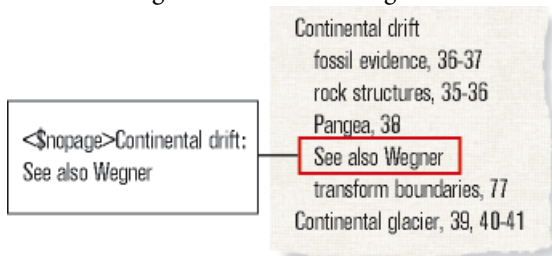 <$nopage>Continental drift:
See also Wegner
Continental drift
fossil evidence, 36-37
rock structures, 35-36
Pangea, 38
See also Wegner
transform boundaries, 77
Continental glacier, 39, 40-41